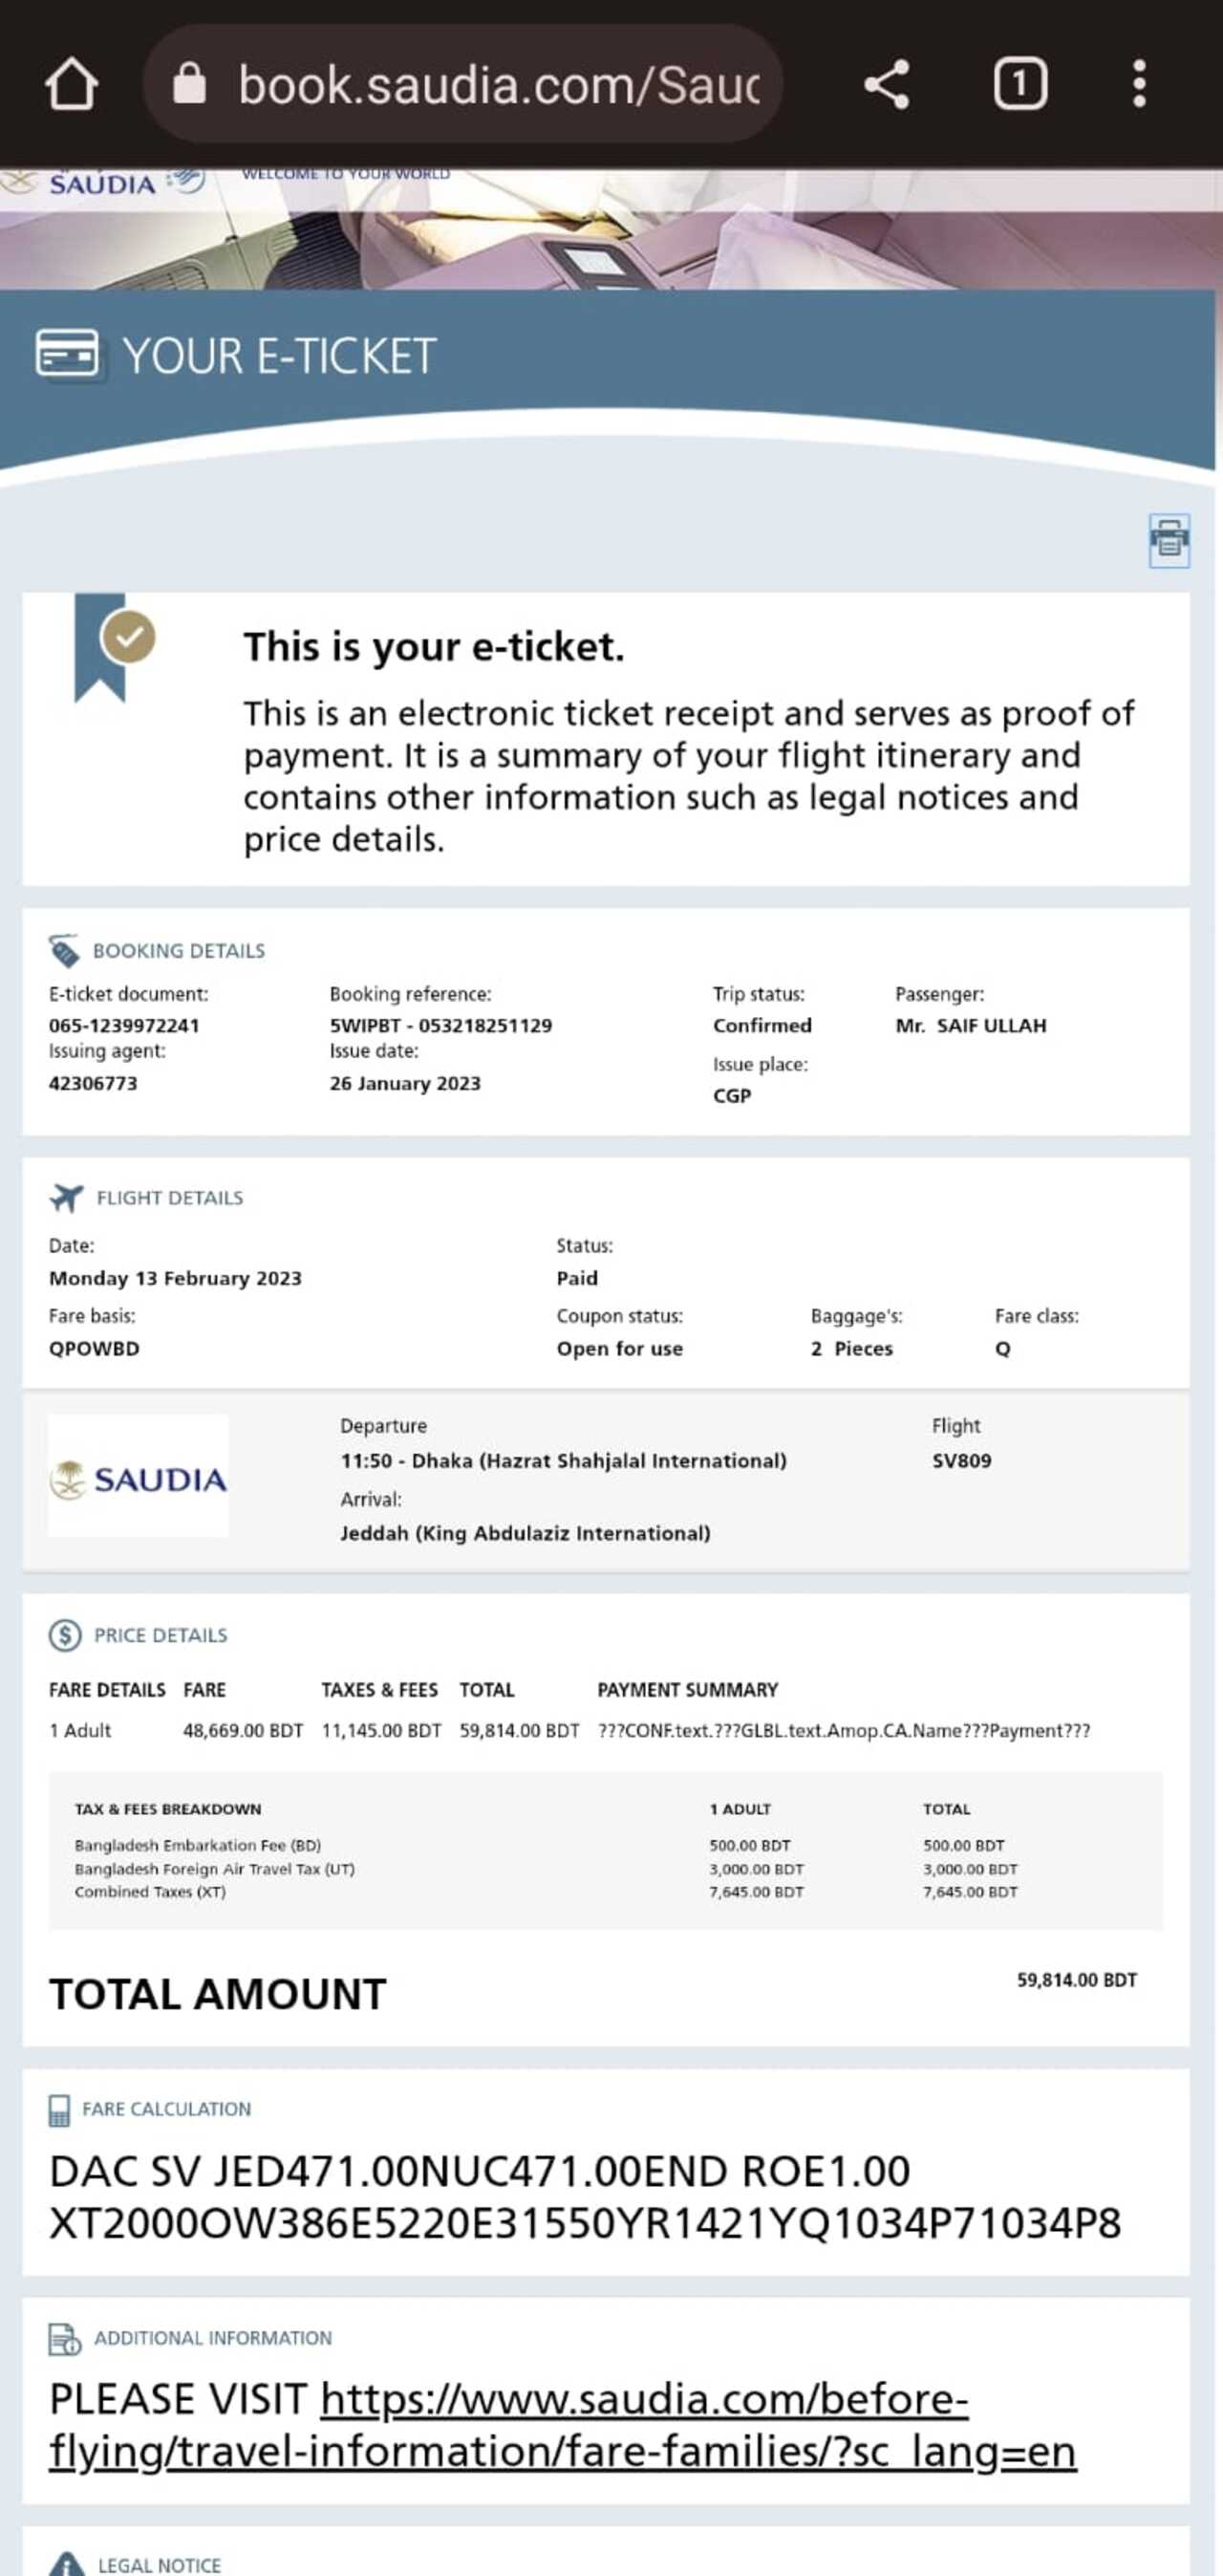 book.saudia.com/Sauc
1
SAUDIA
WELCOME TO YOUR WORLD
YOUR E-TICKET
This is your e-ticket.
This is an electronic ticket receipt and serves as proof of
payment. It is a summary of your flight itinerary and
contains other information such as legal notices and
price details.
BOOKING DETAILS
E-ticket document: Booking reference: Trip status: Passenger:
065-1239972241 5WIPBT - 053218251129 Confirmed Mr. SAIF ULLAH
Issuing agent: Issue date: Issue place:
42306773 26 January 2023 CGP
FLIGHT DETAILS
Date: Status:
Monday 13 February 2023 Paid
Fare basis: Coupon status: Baggage's: Fare class:
QPOWBD Open for use 2 Pieces Q
Departure Flight
11:50 - Dhaka (Hazrat Shahjalal International) SV809
SAUDIA
Arrival:
Jeddah (King Abdulaziz International)
$ PRICE DETAILS
FARE DETAILS FARE TAXES & FEES TOTAL PAYMENT SUMMARY
1 Adult 48,669.00 BDT 11,145.00 BDT 59,814.00 BDT ???CONF.text.???GLBL.text.Amop.CA.Name???Payment???
TAX & FEES BREAKDOWN 1 ADULT TOTAL
Bangladesh Embarkation Fee (BD) 500.00 BDT 500.00 BDT
Bangladesh Foreign Air Travel Tax (UT) 3,000.00 BDT 3,000.00 BDT
Combined Taxes (XT) 7,645.00 BDT 7,645.00 BDT
TOTAL AMOUNT 59,814.00 BDT
FARE CALCULATION
DAC SV JED471.00NUC471.00END ROE1.00
XT2000OW386E5220E31550YR1421YQ1034P71034P8
ADDITIONAL INFORMATION
PLEASE VISIT https://www.saudia.com/before-
flying/travel-information/fare-families/?sc_lang=en
LEGAL NOTICE